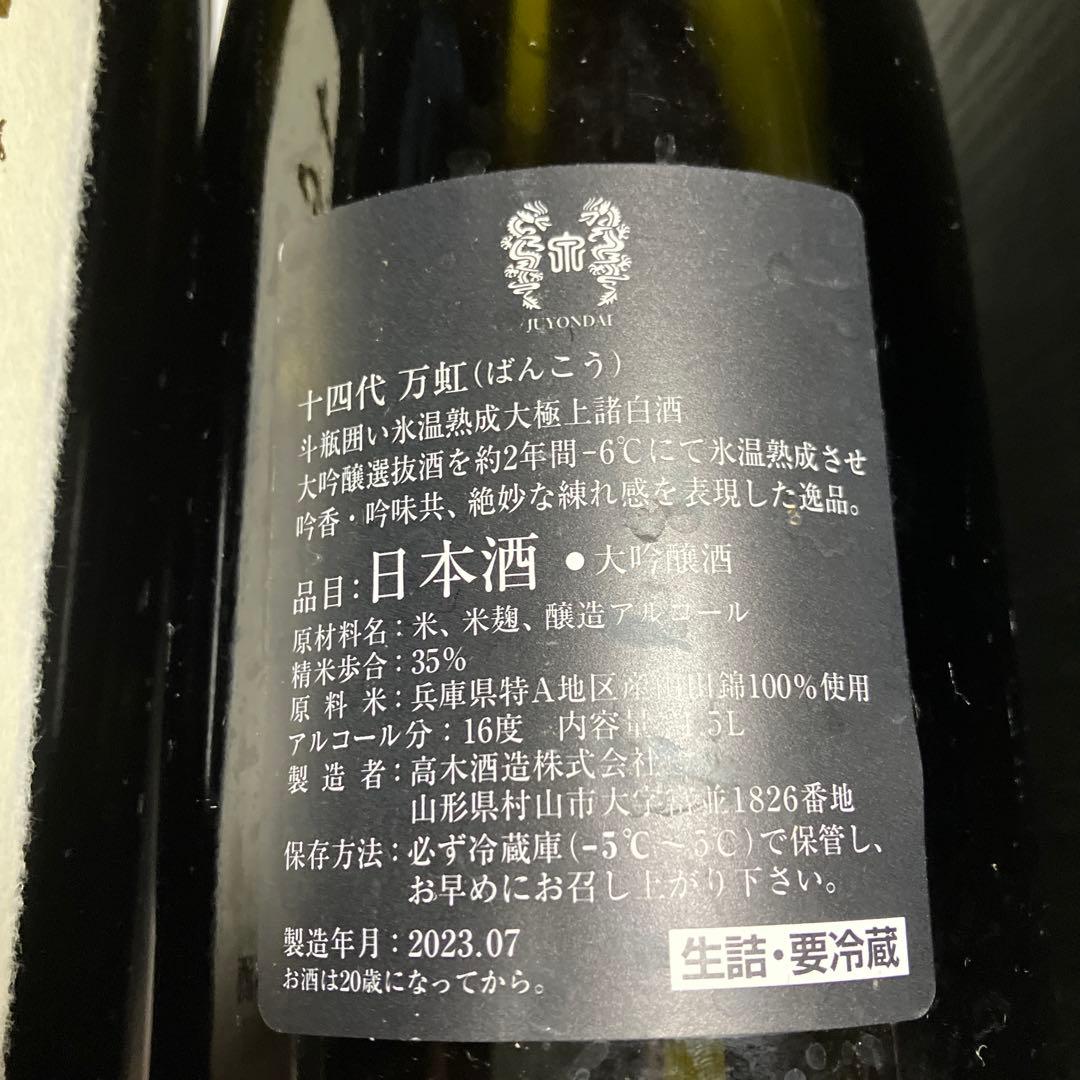 JUYONDAI
十四代 万虹(ばんこう)
斗瓶囲い氷温熟成大極上諸白酒
大吟醸選抜酒を約2年間-6℃にて氷温熟成させ
吟香・吟味共、絶妙な練れ感を表現した逸品。
品目:日本酒・大吟醸酒
原材料名:米、米麹、醸造アルコール
精米歩合:35%
原料米:兵庫県特A地区産山田錦100%使用
アルコール分:16度 内容量 1.5L
製造者:高木酒造株式会社
山形県村山市大字富並1826番地
保存方法:必ず冷蔵庫(-5℃~5℃)で保管し、
お早めにお召し上がり下さい。
製造年月:2023.07
生詰・要冷蔵
お酒は20歳になってから。